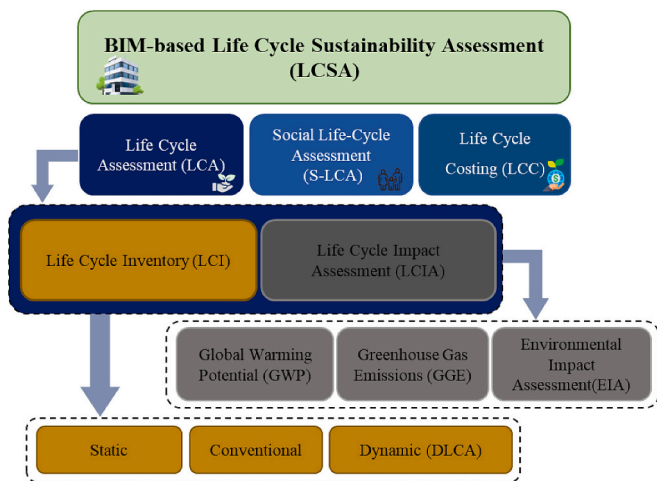 BIM-based Life Cycle Sustainability Assessment
(LCSA)
Life Cycle
Assessment (LCA)
Social Life-Cycle
Assessment
(S-LCA)
Life Cycle
Costing (LCC)
Life Cycle Inventory (LCI)
Life Cycle Impact
Assessment (LCIA)
Global Warming
Potential (GWP)
Greenhouse Gas
Emissions (GGE)
Environmental
Impact
Assessment(EIA)
Static
Conventional
Dynamic (DLCA)